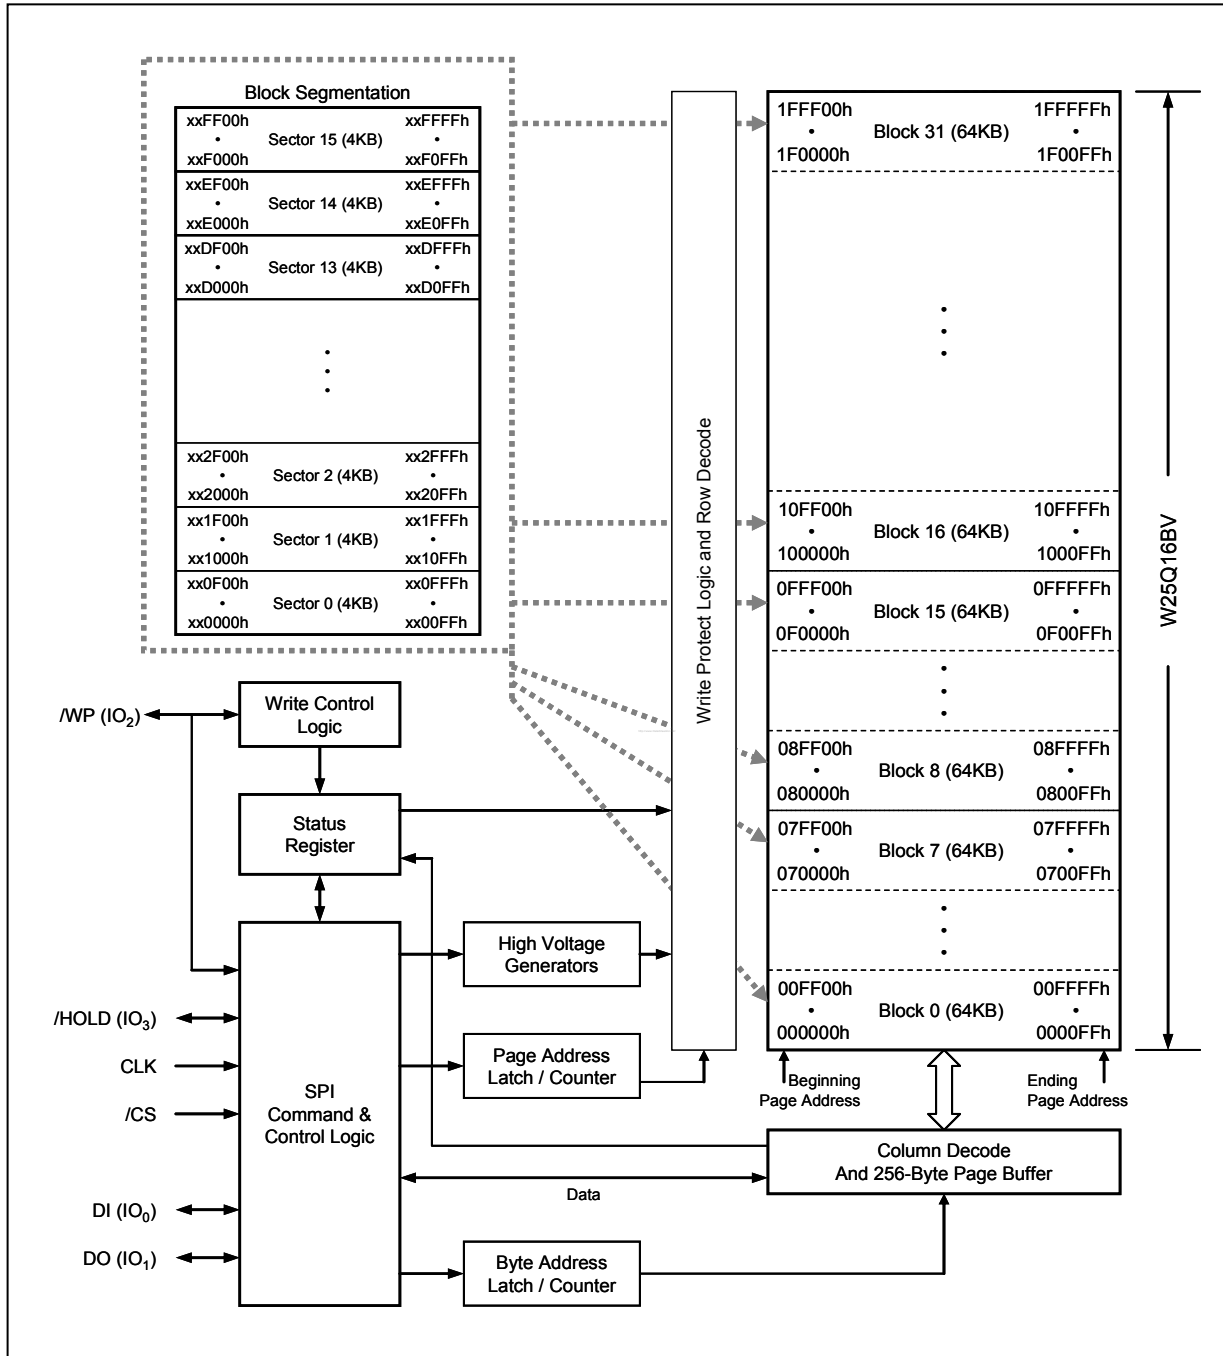 Block Segmentation
xxFF00h xxFFFFh
• Sector 15 (4KB) •
xxF000h xxF0FFh
xxEF00h xxEFFFh
• Sector 14 (4KB) •
xxE000h xxE0FFh
xxDF00h xxDFFFh
• Sector 13 (4KB) •
xxD000h xxD0FFh
•
•
•
xx2F00h xx2FFFh
• Sector 2 (4KB) •
xx2000h xx20FFh
xx1F00h xx1FFFh
• Sector 1 (4KB) •
xx1000h xx10FFh
xx0F00h xx0FFFh
• Sector 0 (4KB) •
xx0000h xx00FFh
Write Protect Logic and Row Decode
1FFF00h 1FFFFFh
• Block 31 (64KB) •
1F0000h 1F00FFh
•
•
•
10FF00h 10FFFFh
• Block 16 (64KB) •
100000h 1000FFh
0FFF00h 0FFFFFh
• Block 15 (64KB) •
0F0000h 0F00FFh
•
•
•
08FF00h 08FFFFh
• Block 8 (64KB) •
080000h 0800FFh
07FF00h 07FFFFh
• Block 7 (64KB) •
070000h 0700FFh
•
•
•
00FF00h 00FFFFh
• Block 0 (64KB) •
000000h 0000FFh
W25Q16BV
Beginning
Page Address
Ending
Page Address
/WP (IO2)
Write Control
Logic
Status
Register
High Voltage
Generators
/HOLD (IO3)
CLK
/CS
DI (IO0)
DO (IO1)
SPI
Command &
Control Logic
Page Address
Latch / Counter
Column Decode
And 256-Byte Page Buffer
Data
Byte Address
Latch / Counter